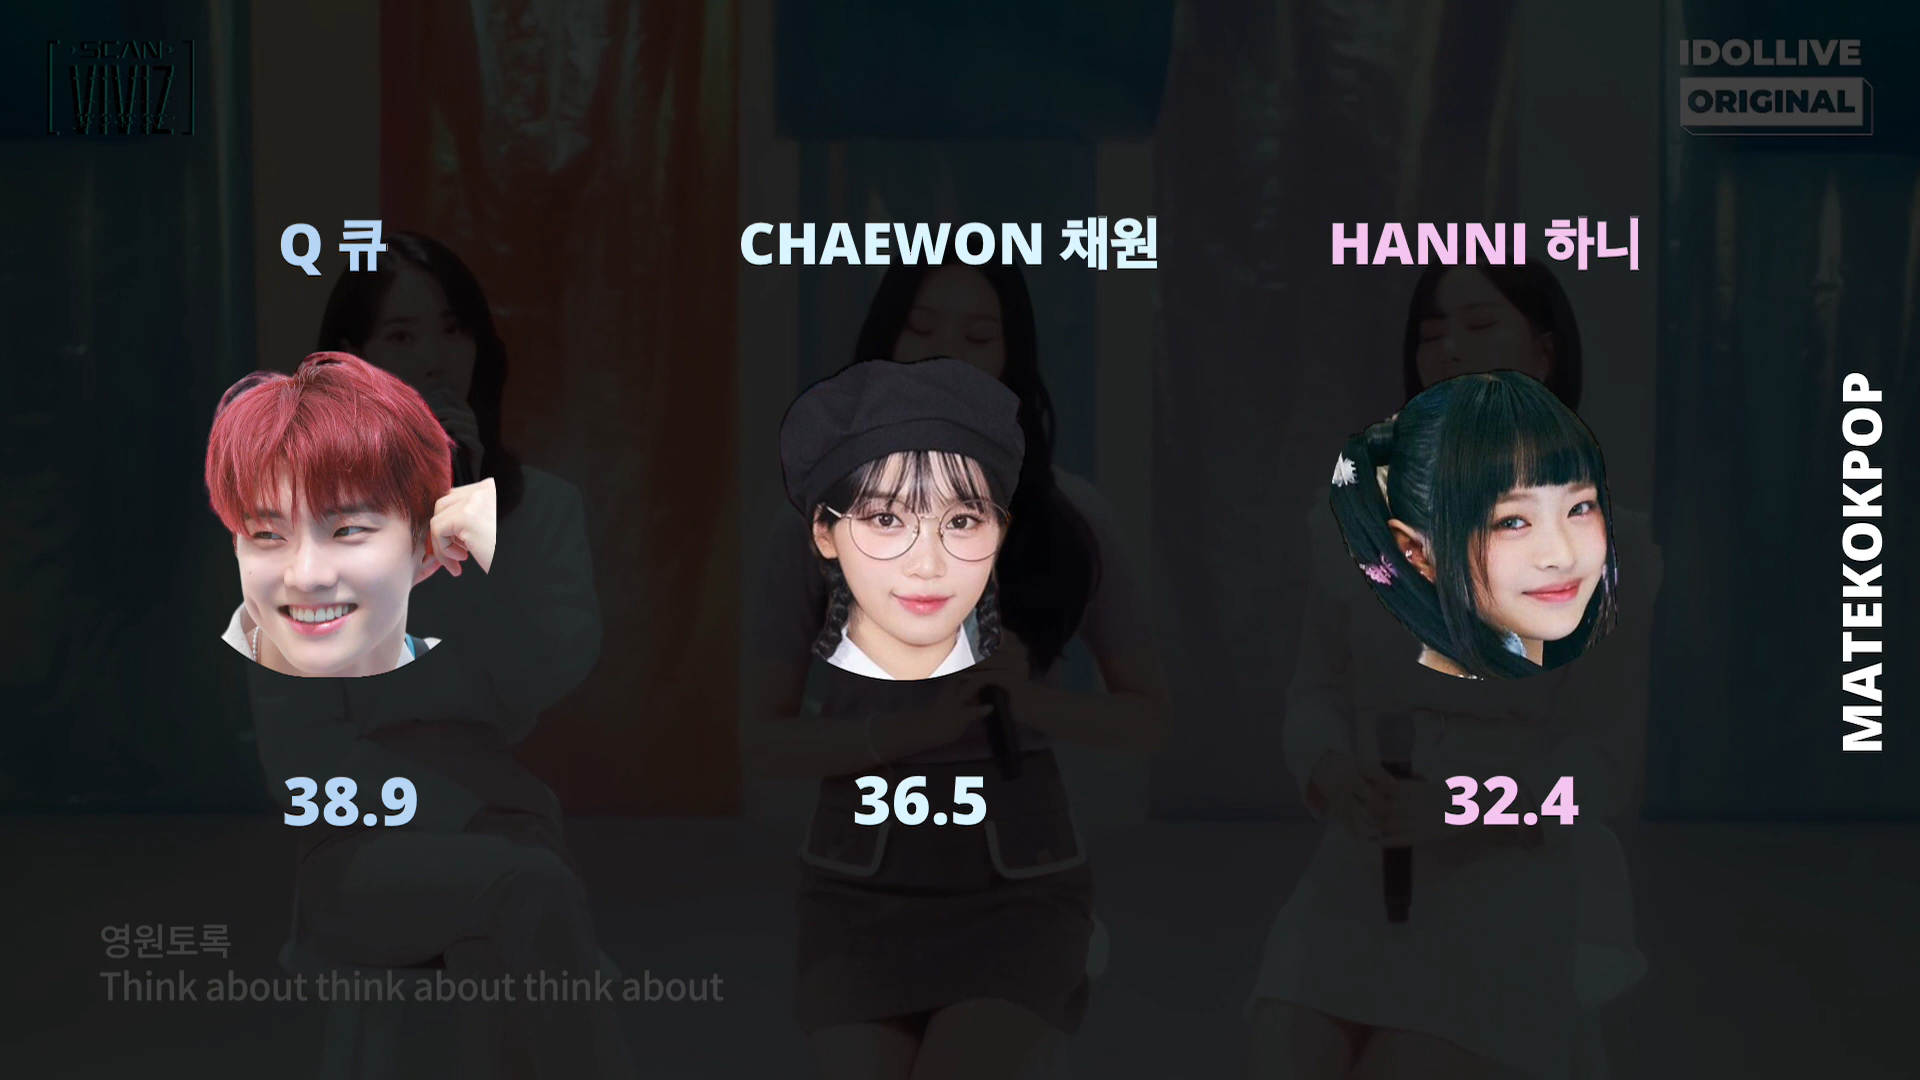 SCAN
VIVIZ
IDOLLIVE
ORIGINAL
Q 큐
CHAEWON 채원
HANNI 하니
38.9
36.5
32.4
MATEKOKPOP
영원토록
Think about think about think about